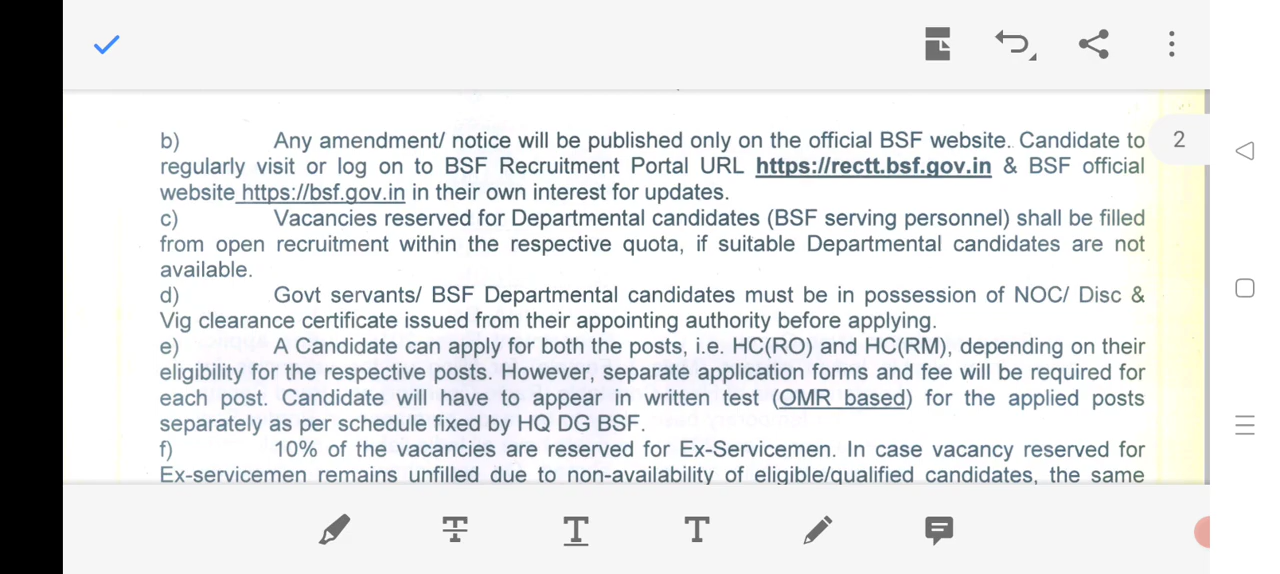 b) Any amendment/ notice will be published only on the official BSF website. Candidate to
2
regularly visit or log on to BSF Recruitment Portal URL https://rectt.bsf.gov.in & BSF official
website https://bsf.gov.in in their own interest for updates.
c) Vacancies reserved for Departmental candidates (BSF serving personnel) shall be filled
from open recruitment within the respective quota, if suitable Departmental candidates are not
available.
d) Govt servants/ BSF Departmental candidates must be in possession of NOC/ Disc &
Vig clearance certificate issued from their appointing authority before applying.
e) A Candidate can apply for both the posts, i.e. HC(RO) and HC(RM), depending on their
eligibility for the respective posts. However, separate application forms and fee will be required for
each post. Candidate will have to appear in written test (OMR based) for the applied posts
separately as per schedule fixed by HQ DG BSF.
f) 10% of the vacancies are reserved for Ex-Servicemen. In case vacancy reserved for
Ex-servicemen remains unfilled due to non-availability of eligible/qualified candidates, the same